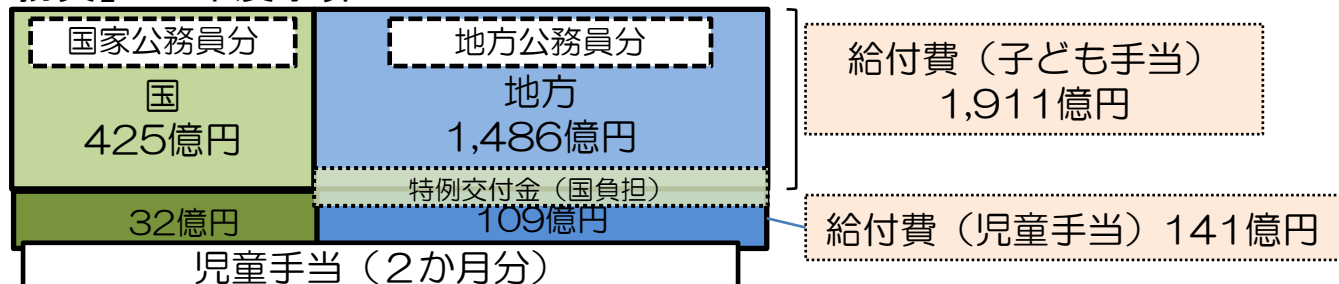 国家公務員分
国
425億円
地方公務員分
地方
1,486億円
特例交付金（国負担）
32億円
109億円
児童手当（２か月分）
給付費（子ども手当）
1,911億円
給付費（児童手当）141億円